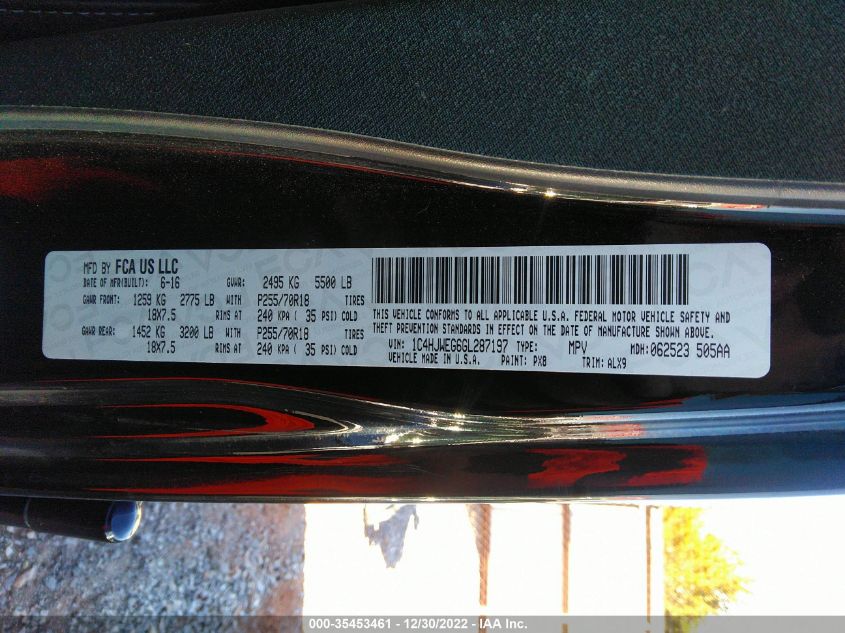 MFD BY FCA US LLC
DATE OF MFR(BUILT): 6-16 GVWR: 2495 KG 5500 LB
GAWR FRONT: 1259 KG 2775 LB WITH P255/70R18 TIRES
18X7.5 RIMS AT 240 KPA ( 35 PSI) COLD
GAWR REAR: 1452 KG 3200 LB WITH P255/70R18 TIRES
18X7.5 RIMS AT 240 KPA ( 35 PSI) COLD
THIS VEHICLE CONFORMS TO ALL APPLICABLE U.S.A. FEDERAL MOTOR VEHICLE SAFETY AND
THEFT PREVENTION STANDARDS IN EFFECT ON THE DATE OF MANUFACTURE SHOWN ABOVE.
VIN: 1C4HJWEG6GL287197 TYPE: MPV MDH: 062523 505AA
VEHICLE MADE IN U.S.A. PAINT: PX8 TRIM: ALX9
000-35453461 - 12/30/2022 - IAA Inc.